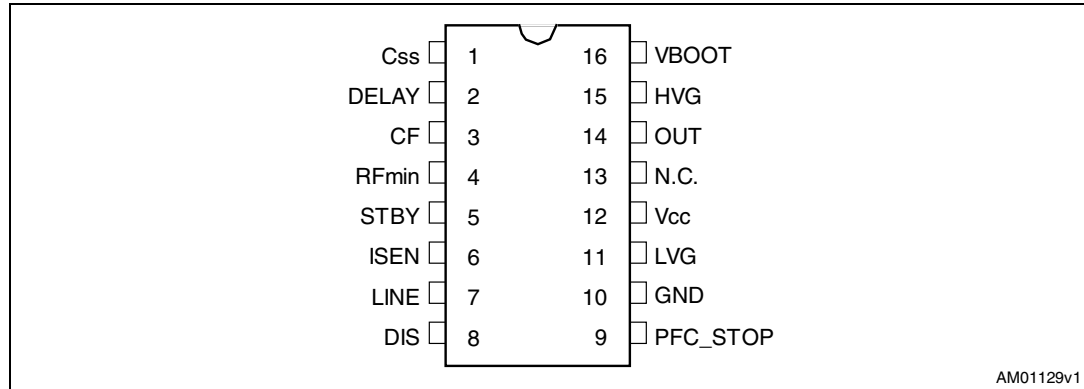 Css 1 16 VBOOT
DELAY 2 15 HVG
CF 3 14 OUT
RFmin 4 13 N.C.
STBY 5 12 Vcc
ISEN 6 11 LVG
LINE 7 10 GND
DIS 8 9 PFC_STOP
AM01129v1